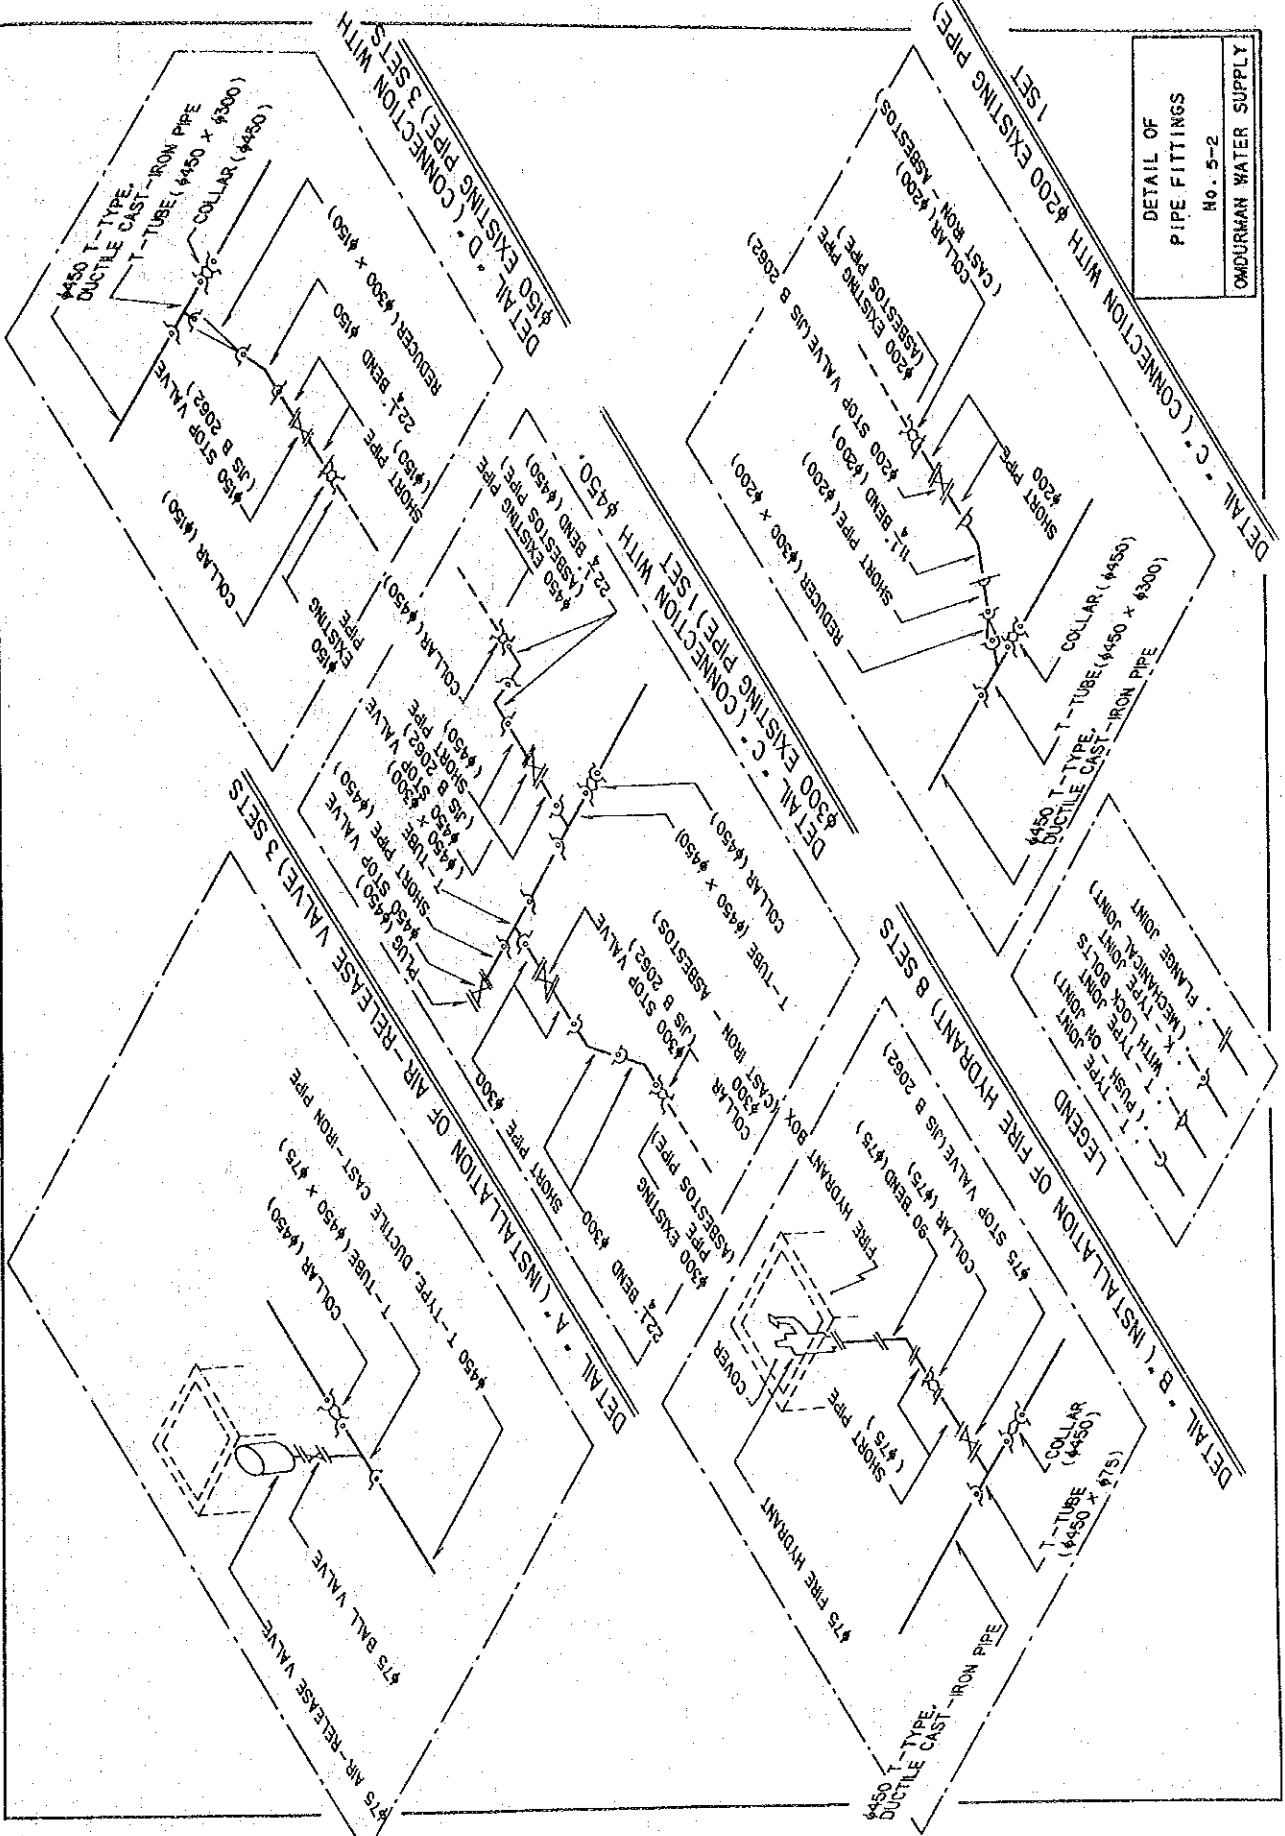 φ75 AIR-RELEASE VALVE
φ75 BALL VALVE
COLLAR (φ450)
T-TUBE (φ450 x φ75)
φ450 T-TYPE, DUCTILE CAST-IRON PIPE
DETAIL "A" (INSTALLATION OF AIR-RELEASE VALVE) 3 SETS
φ450 T-TYPE,
DUCTILE CAST-IRON PIPE
T-TUBE (φ450 x φ300)
COLLAR (φ450)
REDUCER (φ300 x φ150)
22¼° BEND φ150
SHORT PIPE
(φ150)
φ150 STOP VALVE
(JIS B 2062)
COLLAR (φ150)
φ150
EXISTING
PIPE
DETAIL "D" (CONNECTION WITH
φ150 EXISTING PIPE) 3 SETS
φ450 EXISTING PIPE
(ASBESTOS PIPE)
22¼° BEND (φ450)
COLLAR (φ450)
SHORT PIPE
(φ450)
φ450 STOP VALVE
(JIS B 2062)
T-TUBE
(φ450 x φ300)
SHORT PIPE (φ450)
φ450 STOP VALVE
PLUG (φ450)
COLLAR (φ450)
T-TUBE (φ450 x φ450)
φ300 STOP VALVE
(JIS B 2062)
COLLAR
φ300
(CAST IRON - ASBESTOS)
φ300
SHORT PIPE
φ300
22¼° BEND
φ300 EXISTING
PIPE
(ASBESTOS PIPE)
DETAIL "C" (CONNECTION WITH φ450,
φ300 EXISTING PIPE) 1 SET
FIRE HYDRANT BOX
FIRE HYDRANT
90° BEND (φ75)
COLLAR (φ75)
φ75 STOP VALVE (JIS B 2062)
COVER
SHORT PIPE
(φ75)
φ75 FIRE HYDRANT
COLLAR
(φ450)
T-TUBE
(φ450 x φ75)
φ450 T-TYPE,
DUCTILE CAST-IRON PIPE
DETAIL "B" (INSTALLATION OF FIRE HYDRANT) 8 SETS
LEGEND
: T-TYPE JOINT
(PUSH-ON JOINT)
: T-TYPE JOINT
WITH LOCK BOLTS
: K-TYPE JOINT
(MECHANICAL JOINT)
: FLANGE JOINT
COLLAR (φ200)
(CAST IRON - ASBESTOS)
φ200 EXISTING PIPE
(ASBESTOS PIPE)
φ200 STOP VALVE (JIS B 2062)
11¼° BEND (φ200)
SHORT PIPE (φ200)
REDUCER (φ300 x φ200)
φ200
SHORT PIPE
COLLAR (φ450)
T-TUBE (φ450 x φ300)
φ450 T-TYPE,
DUCTILE CAST-IRON PIPE
DETAIL "C" (CONNECTION WITH φ200 EXISTING PIPE)
1 SET
DETAIL OF
PIPE FITTINGS
No. 5-2
OMDURMAN WATER SUPPLY